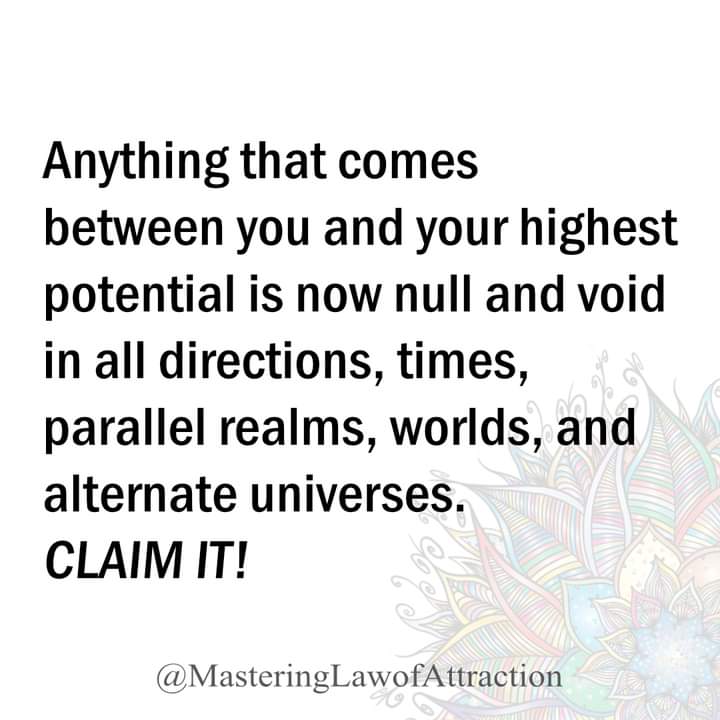 Anything that comes
between you and your highest
potential is now null and void
in all directions, times,
parallel realms, worlds, and
alternate universes.
CLAIM IT!
@MasteringLawofAttraction